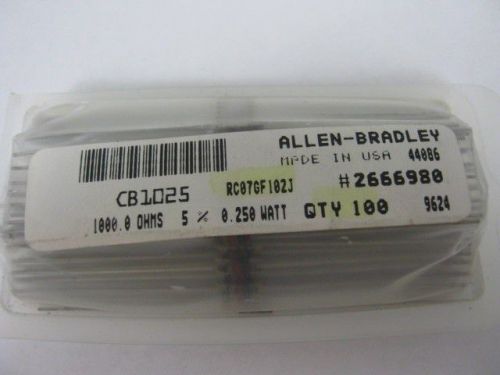 ALLEN-BRADLEY
MADE IN USA 44086
CB1025 RC07GF102J #2666980
1000.0 OHMS 5 % 0.250 WATT QTY 100 9624